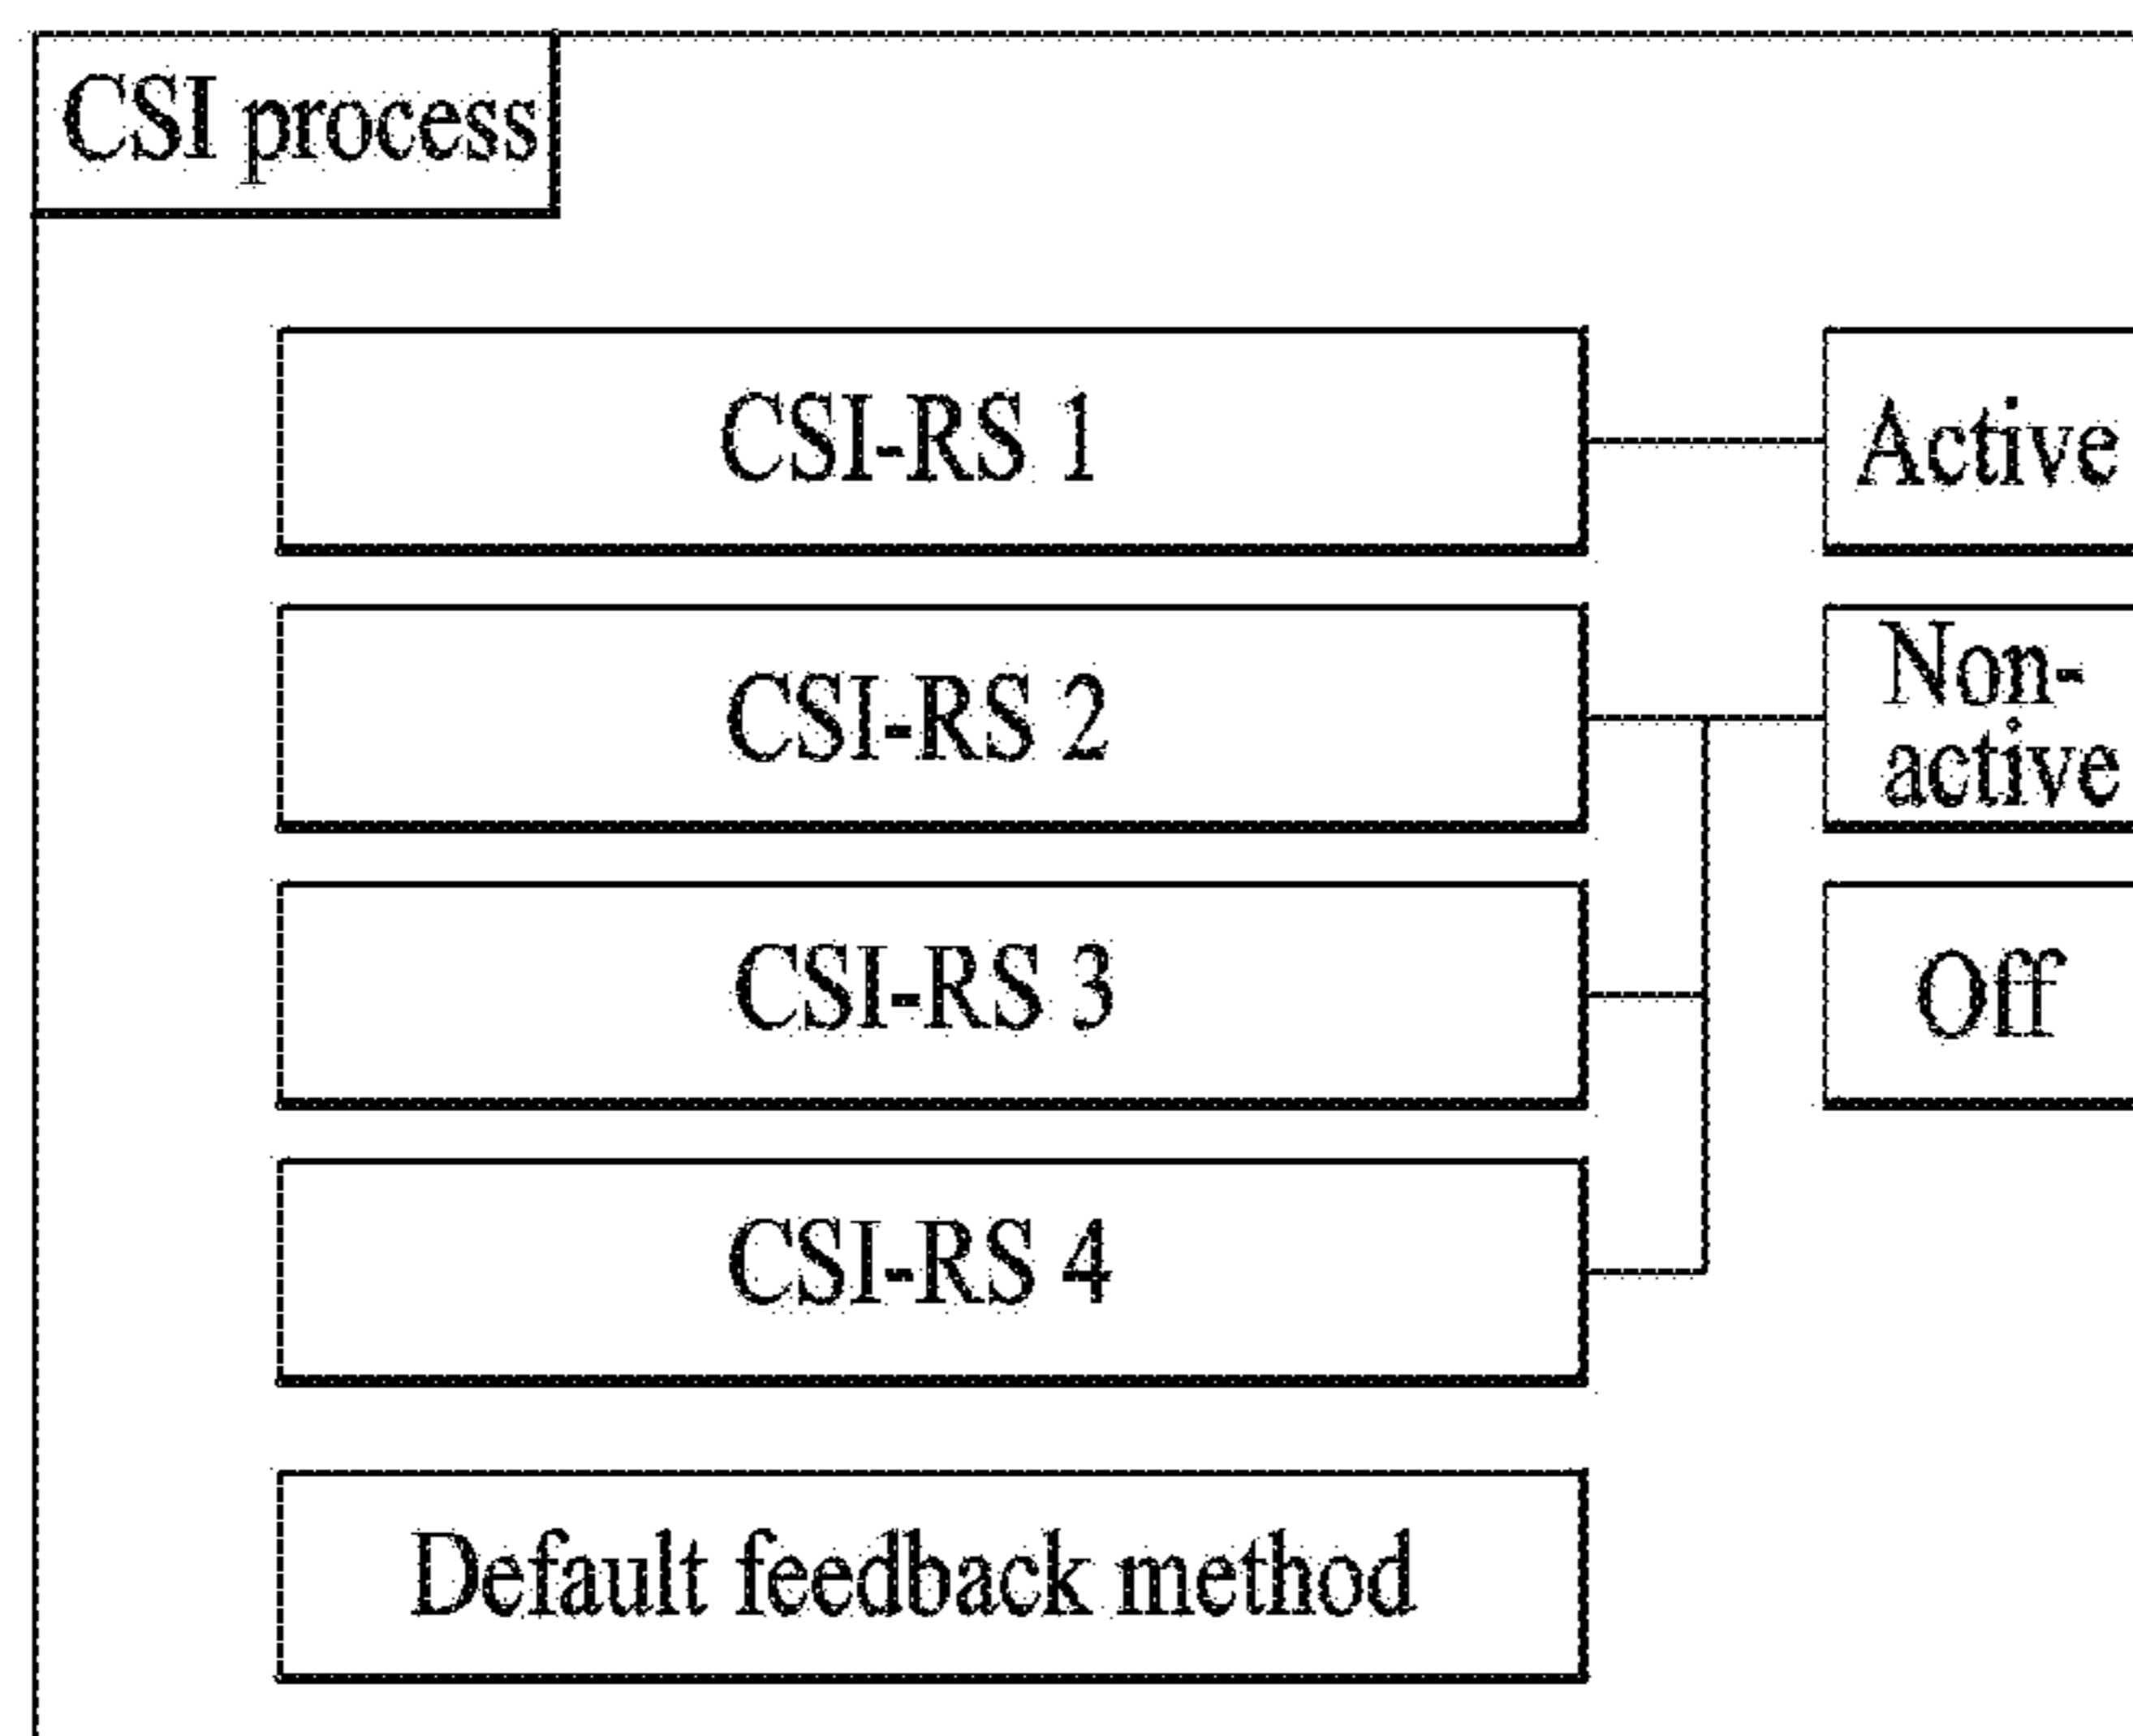 CSI process
CSI-RS 1
Active
CSI-RS 2
Non-
active
CSI-RS 3
Off
CSI-RS 4
Default feedback method